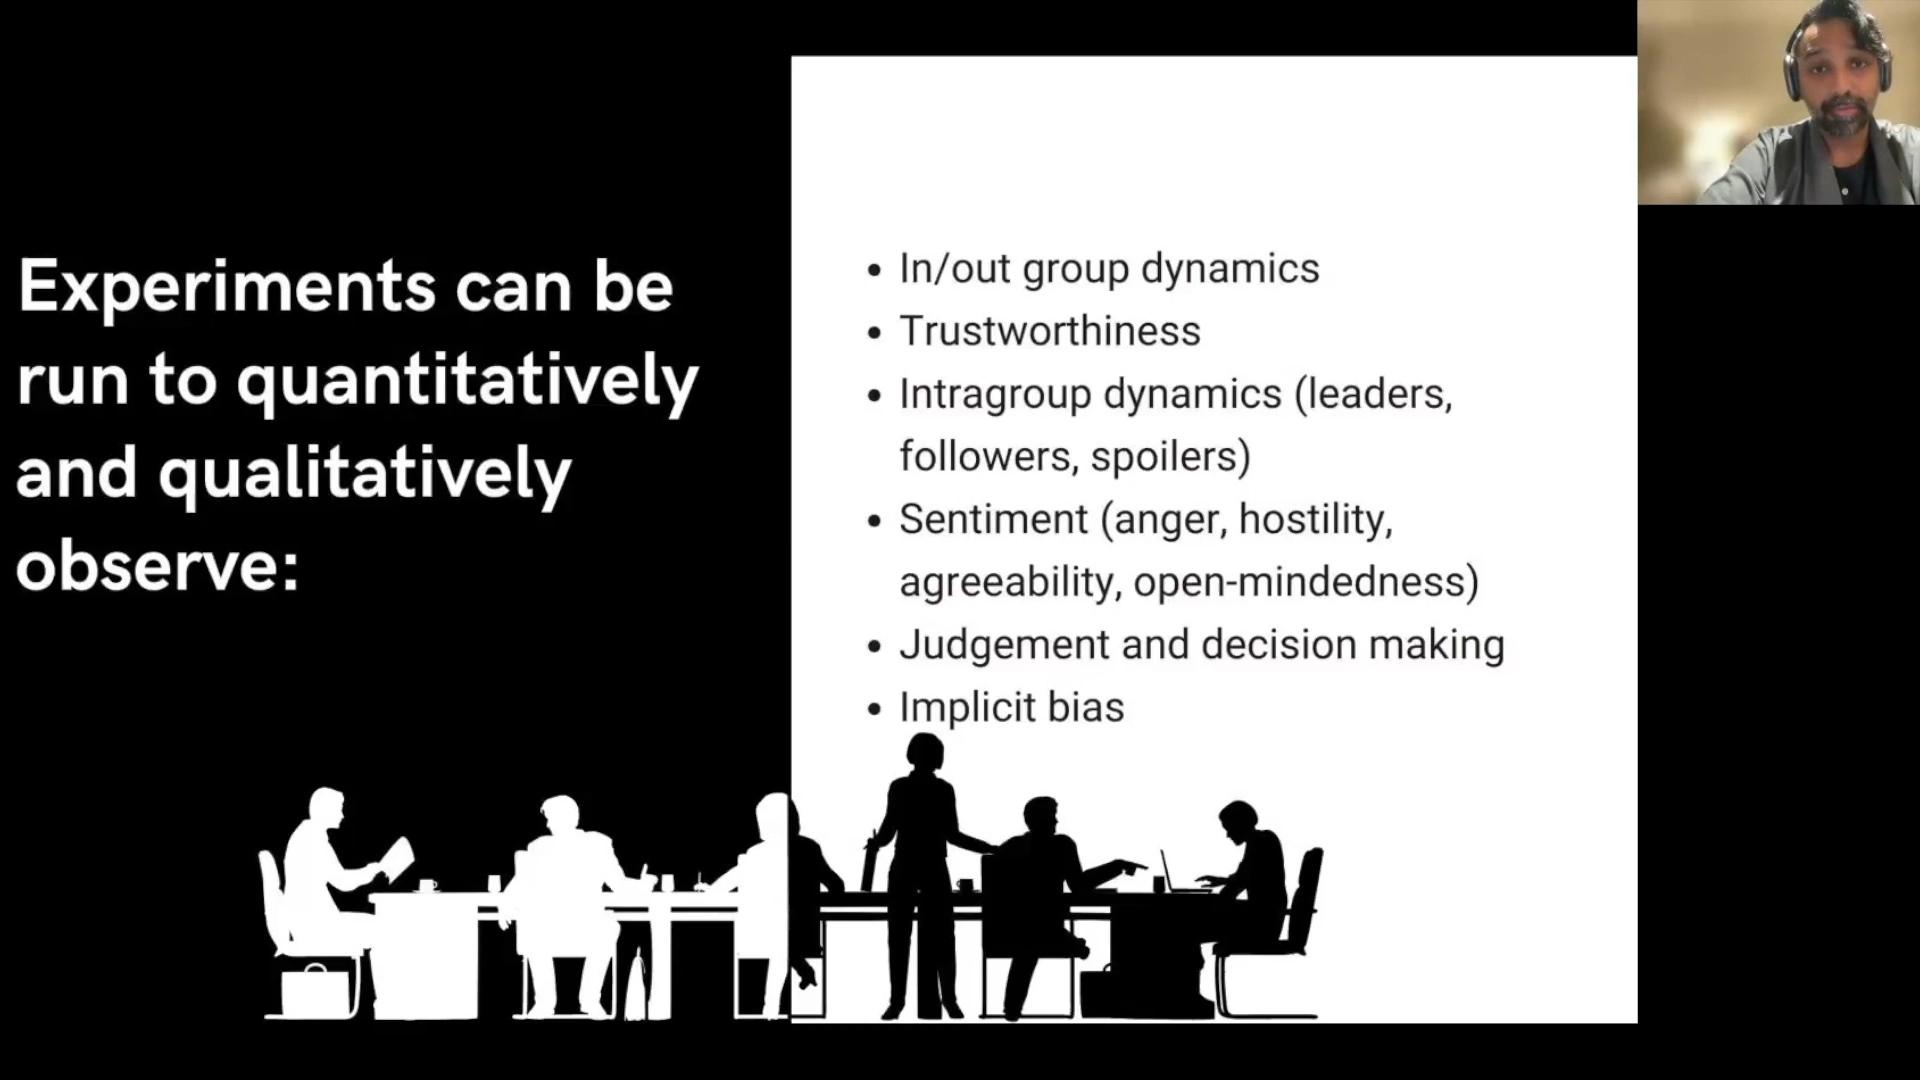 Experiments can be
run to quantitatively
and qualitatively
observe:
• In/out group dynamics
• Trustworthiness
• Intragroup dynamics (leaders,
followers, spoilers)
• Sentiment (anger, hostility,
agreeability, open-mindedness)
• Judgement and decision making
• Implicit bias